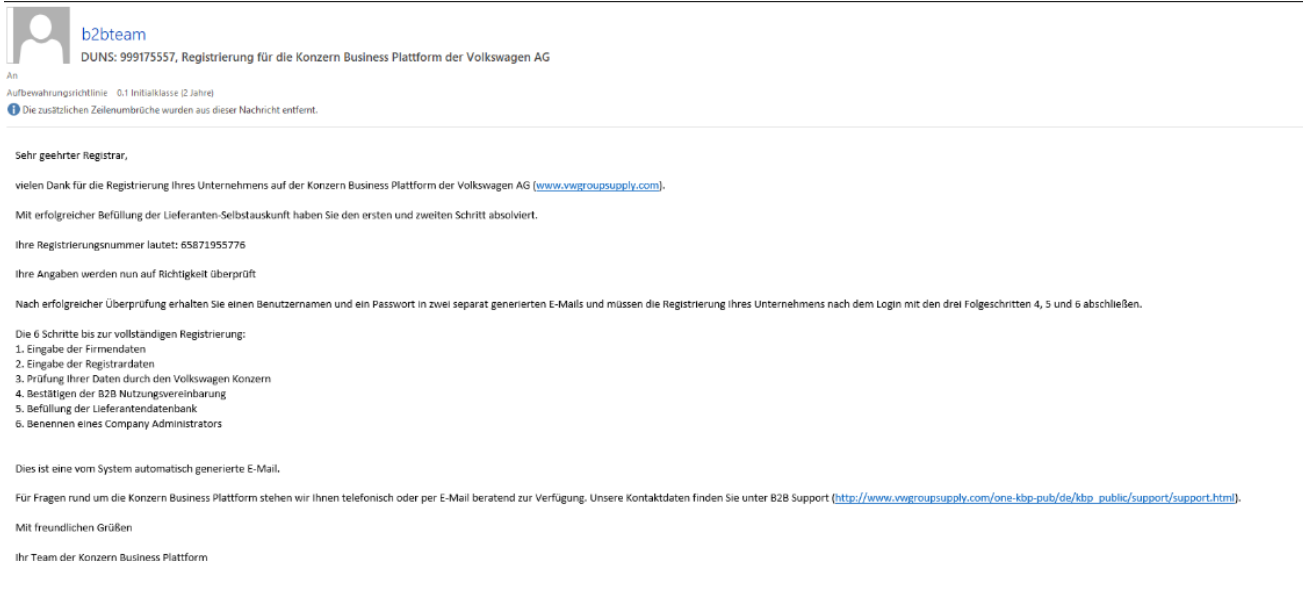 b2bteam
DUNS: 999175557, Registrierung für die Konzern Business Plattform der Volkswagen AG
An
Aufbewahrungsrichtlinie 0.1 Initialklasse (2 Jahre)
Die zusätzlichen Zeilenumbrüche wurden aus dieser Nachricht entfernt.
Sehr geehrter Registrar,
vielen Dank für die Registrierung Ihres Unternehmens auf der Konzern Business Plattform der Volkswagen AG (www.vwgroupsupply.com).
Mit erfolgreicher Befüllung der Lieferanten-Selbstauskunft haben Sie den ersten und zweiten Schritt absolviert.
Ihre Registrierungsnummer lautet: 65871955776
Ihre Angaben werden nun auf Richtigkeit überprüft
Nach erfolgreicher Überprüfung erhalten Sie einen Benutzernamen und ein Passwort in zwei separat generierten E-Mails und müssen die Registrierung Ihres Unternehmens nach dem Login mit den drei Folgeschritten 4, 5 und 6 abschließen.
Die 6 Schritte bis zur vollständigen Registrierung:
1. Eingabe der Firmendaten
2. Eingabe der Registrardaten
3. Prüfung Ihrer Daten durch den Volkswagen Konzern
4. Bestätigen der B2B Nutzungsvereinbarung
5. Befüllung der Lieferantendatenbank
6. Benennen eines Company Administrators
Dies ist eine vom System automatisch generierte E-Mail.
Für Fragen rund um die Konzern Business Plattform stehen wir Ihnen telefonisch oder per E-Mail beratend zur Verfügung. Unsere Kontaktdaten finden Sie unter B2B Support (http://www.vwgroupsupply.com/one-kbp-pub/de/kbp_public/support/support.html).
Mit freundlichen Grüßen
Ihr Team der Konzern Business Plattform